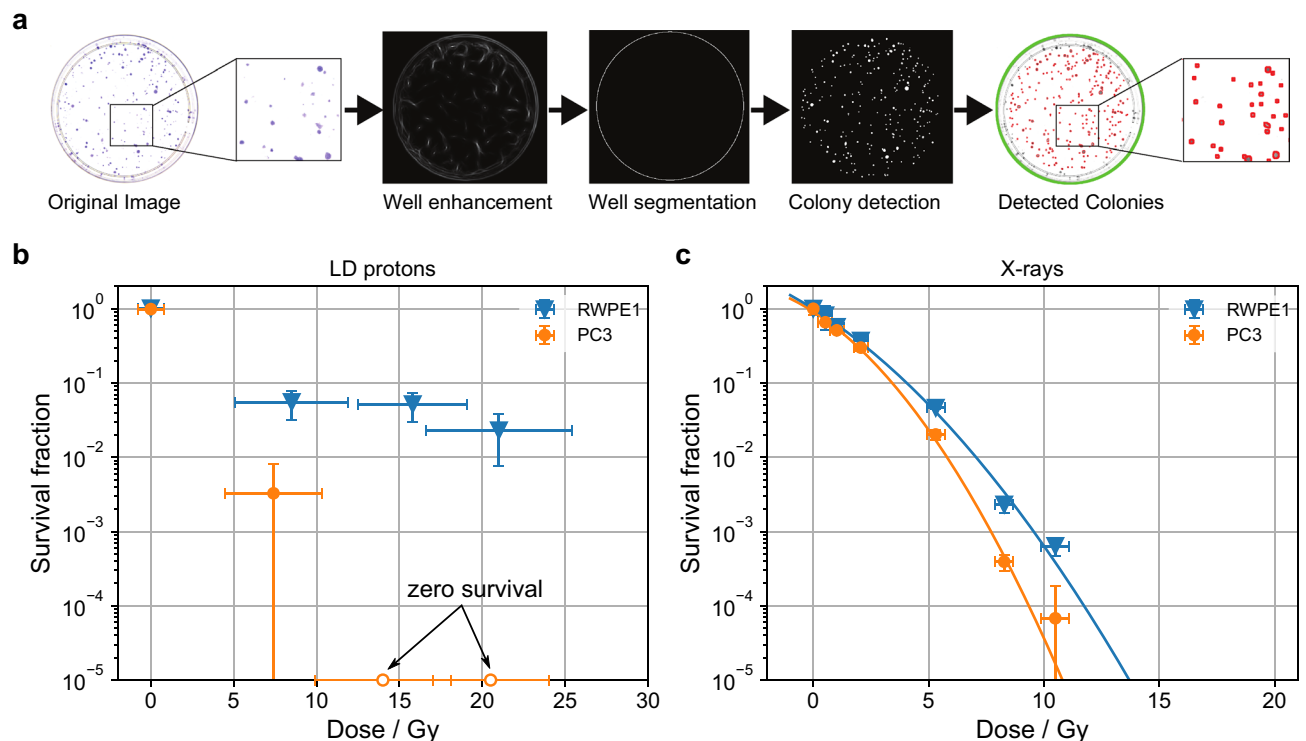 a
Original Image
Well enhancement
Well segmentation
Colony detection
Detected Colonies
b
LD protons
Survival fraction
10^0
10^-1
10^-2
10^-3
10^-4
10^-5
RWPE1
PC3
zero survival
0 5 10 15 20 25 30
Dose / Gy
c
X-rays
Survival fraction
10^0
10^-1
10^-2
10^-3
10^-4
10^-5
RWPE1
PC3
0 5 10 15 20
Dose / Gy